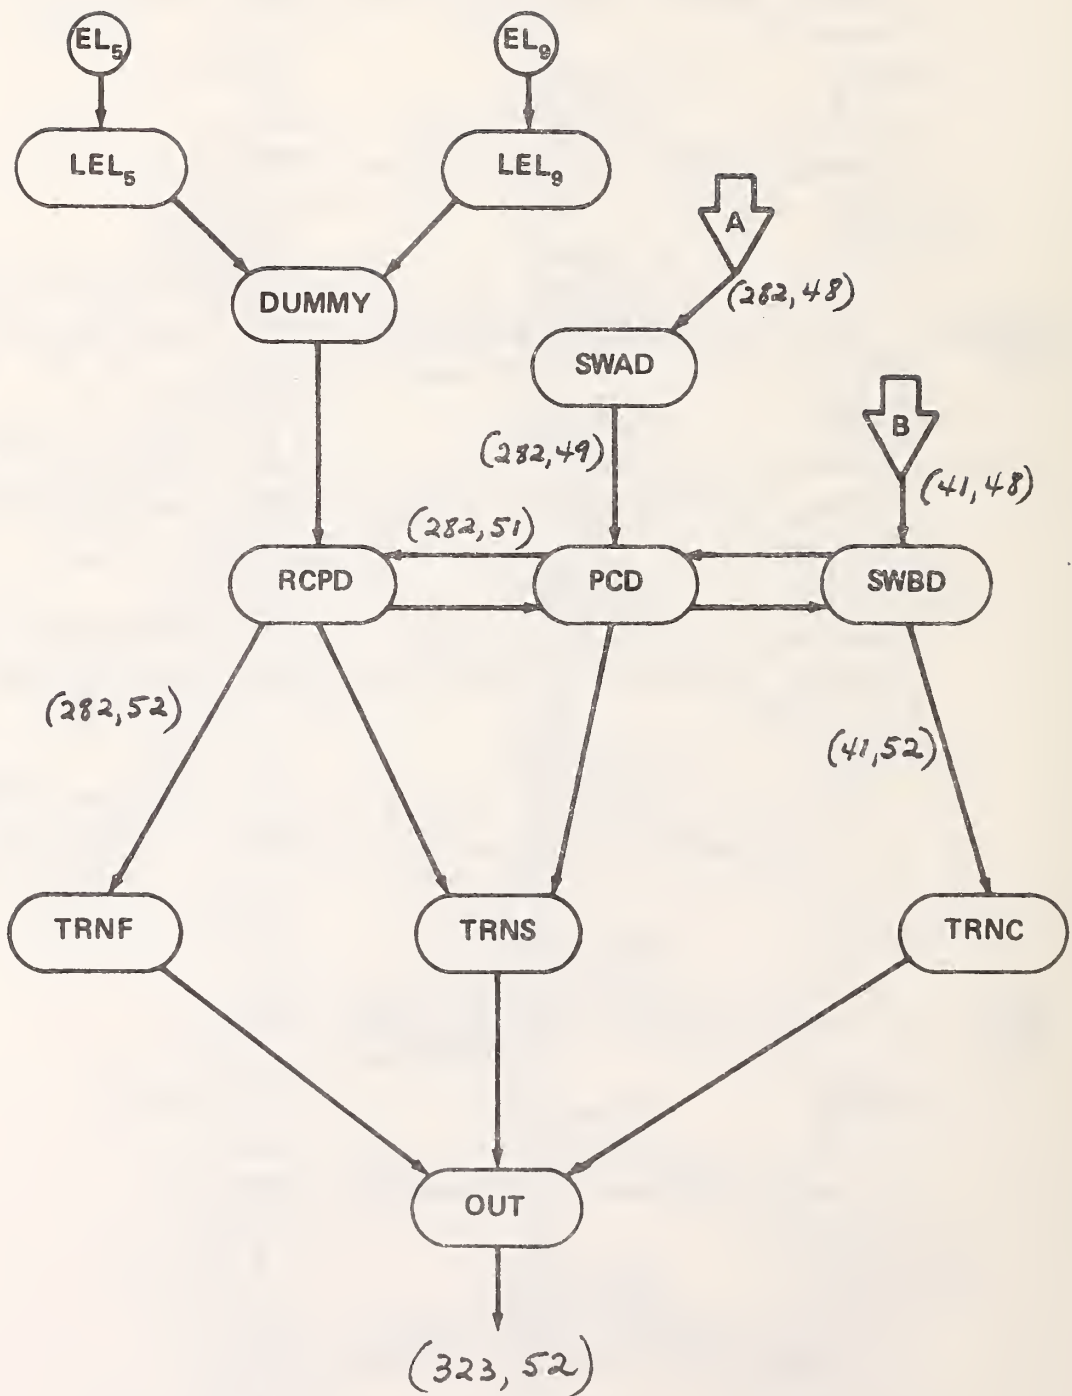 EL₅ EL₉
LEL₅ LEL₉
A
DUMMY (282,48)
SWAD
B
(282,49)
(41,48)
(282,51)
RCPD PCD SWBD
(282,52)
(41,52)
TRNF TRNS TRNC
OUT
(323,52)